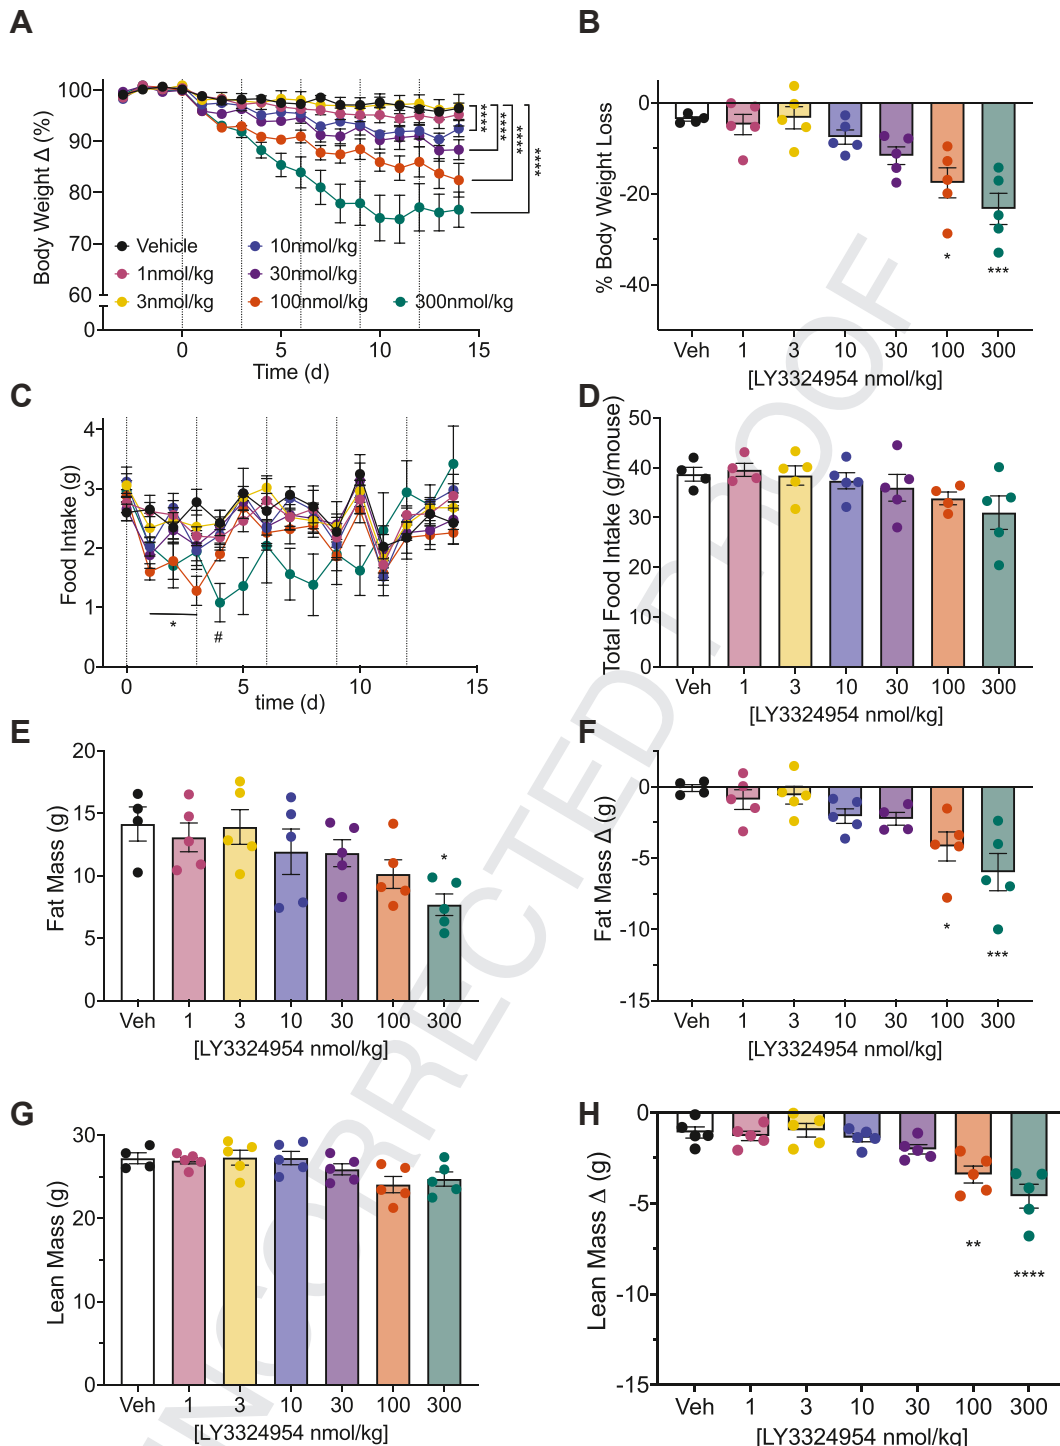 A
Body Weight Δ (%)
100
90
80
70
60
0
Vehicle
1nmol/kg
3nmol/kg
10nmol/kg
30nmol/kg
100nmol/kg
300nmol/kg
****
****
****
****
0 5 10 15
Time (d)
B
% Body Weight Loss
0
-20
-40
*
***
Veh 1 3 10 30 100 300
[LY3324954 nmol/kg]
C
Food Intake (g)
4
3
2
1
0
*
#
0 5 10 15
time (d)
D
Total Food Intake (g/mouse)
50
40
30
20
10
0
Veh 1 3 10 30 100 300
[LY3324954 nmol/kg]
E
Fat Mass (g)
20
15
10
5
0
*
Veh 1 3 10 30 100 300
[LY3324954 nmol/kg]
F
Fat Mass Δ (g)
0
-5
-10
-15
*
***
Veh 1 3 10 30 100 300
[LY3324954 nmol/kg]
G
Lean Mass (g)
30
20
10
0
Veh 1 3 10 30 100 300
[LY3324954 nmol/kg]
H
Lean Mass Δ (g)
0
-5
-10
-15
**
****
Veh 1 3 10 30 100 300
[LY3324954 nmol/kg]